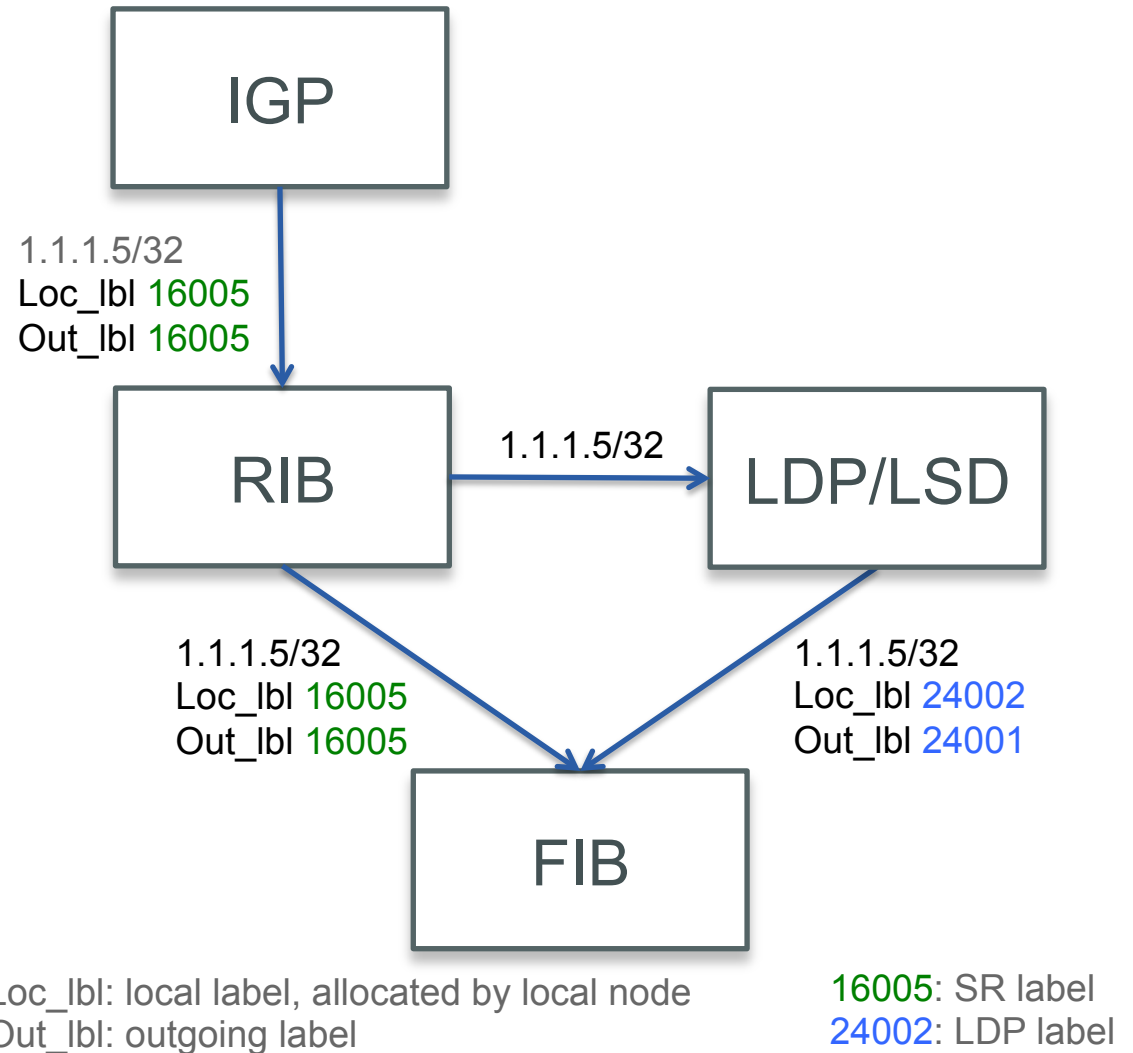 IGP
1.1.1.5/32
Loc_lbl 16005
Out_lbl 16005
RIB
1.1.1.5/32
LDP/LSD
1.1.1.5/32
Loc_lbl 16005
Out_lbl 16005
1.1.1.5/32
Loc_lbl 24002
Out_lbl 24001
FIB
Loc_lbl: local label, allocated by local node
Out_lbl: outgoing label
16005: SR label
24002: LDP label